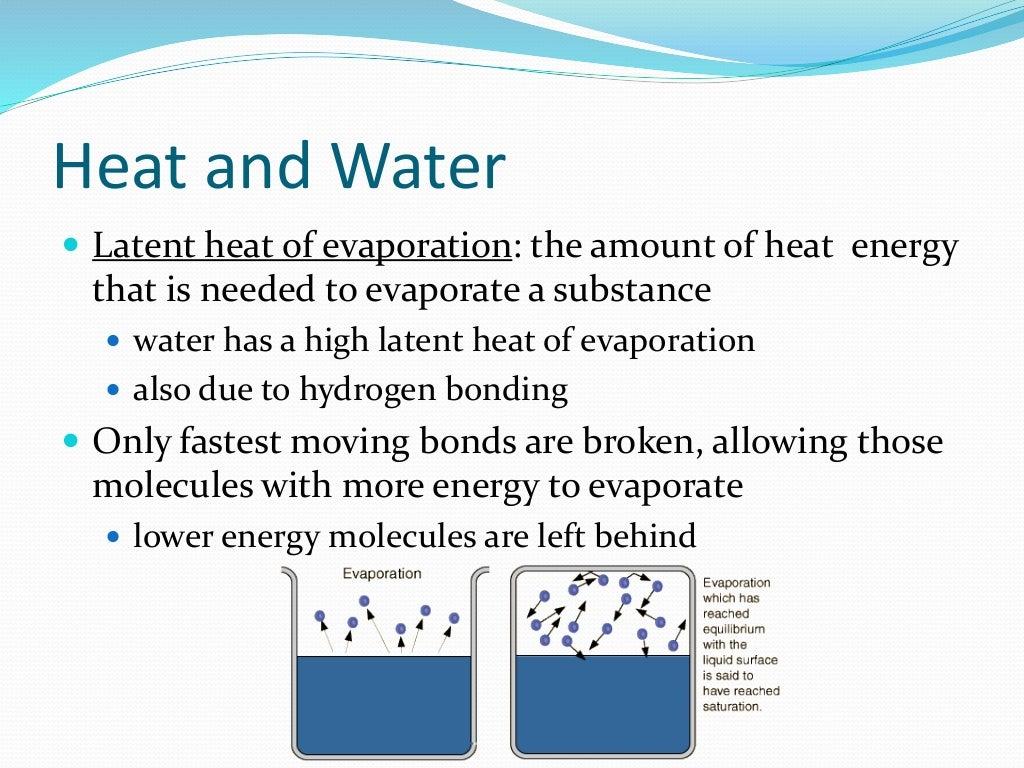 Heat and Water
Latent heat of evaporation: the amount of heat energy
that is needed to evaporate a substance
water has a high latent heat of evaporation
also due to hydrogen bonding
Only fastest moving bonds are broken, allowing those
molecules with more energy to evaporate
lower energy molecules are left behind
Evaporation
Evaporation
which has
reached
equilibrium
with the
liquid surface
is said to
have reached
saturation.